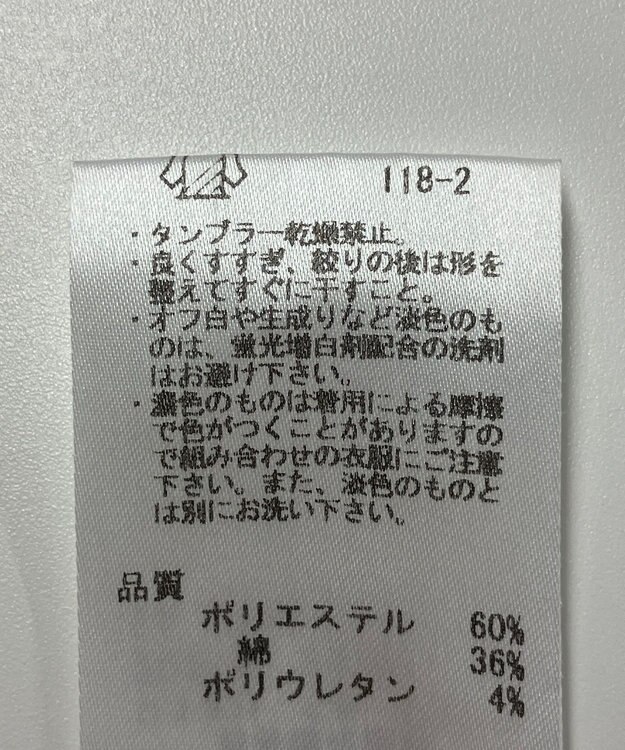 118-2
・タンブラー乾燥禁止。
・良くすすぎ、絞りの後は形を
整えてすぐに干すこと。
・オフ白や生成りなど淡色のも
のは、蛍光増白剤配合の洗剤
はお避け下さい。
・濃色のものは着用による摩擦
で色がつくことがありますの
で組み合わせの衣服にご注意
下さい。また、淡色のものと
は別にお洗い下さい。
品質
ポリエステル 60%
綿 36%
ポリウレタン 4%